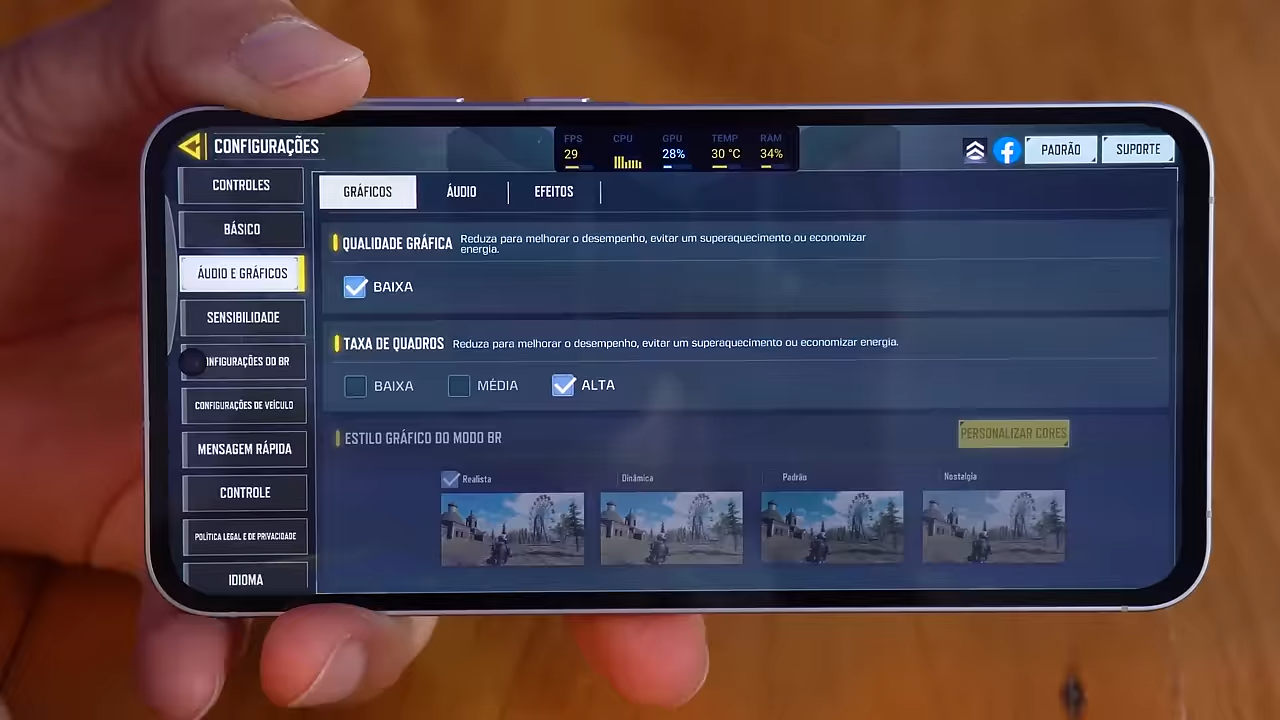 CONFIGURAÇÕES
FPS
CPU
GPU
TEMP
RAM
29
28%
30 °C
34%
PADRÃO
SUPORTE
CONTROLES
BÁSICO
ÁUDIO E GRÁFICOS
SENSIBILIDADE
NFIGURAÇÕES DO BR
CONFIGURAÇÕES DE VEÍCULO
MENSAGEM RÁPIDA
CONTROLE
POLÍTICA LEGAL E DE PRIVACIDADE
IDIOMA
GRÁFICOS
ÁUDIO
EFEITOS
QUALIDADE GRÁFICA
Reduza para melhorar o desempenho, evitar um superaquecimento ou economizar
energia.
BAIXA
TAXA DE QUADROS
Reduza para melhorar o desempenho, evitar um superaquecimento ou economizar energia.
BAIXA
MÉDIA
ALTA
ESTILO GRÁFICO DO MODO BR
PERSONALIZAR CORES
Realista
Dinâmica
Padrão
Nostalgia